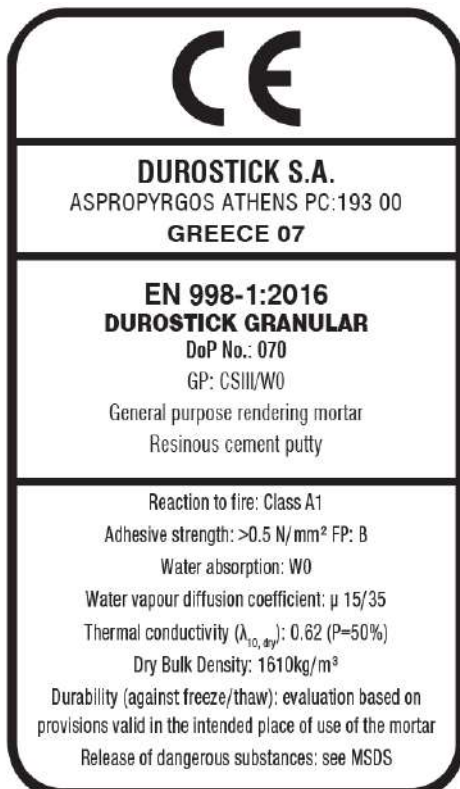 CE
DUROSTICK S.A.
ASPROPYRGOS ATHENS PC:193 00
GREECE 07
EN 998-1:2016
DUROSTICK GRANULAR
DoP No.: 070
GP: CSIII/W0
General purpose rendering mortar
Resinous cement putty
Reaction to fire: Class A1
Adhesive strength: >0.5 N/mm² FP: B
Water absorption: W0
Water vapour diffusion coefficient: μ 15/35
Thermal conductivity (λ10, dry): 0.62 (P=50%)
Dry Bulk Density: 1610kg/m³
Durability (against freeze/thaw): evaluation based on
provisions valid in the intended place of use of the mortar
Release of dangerous substances: see MSDS